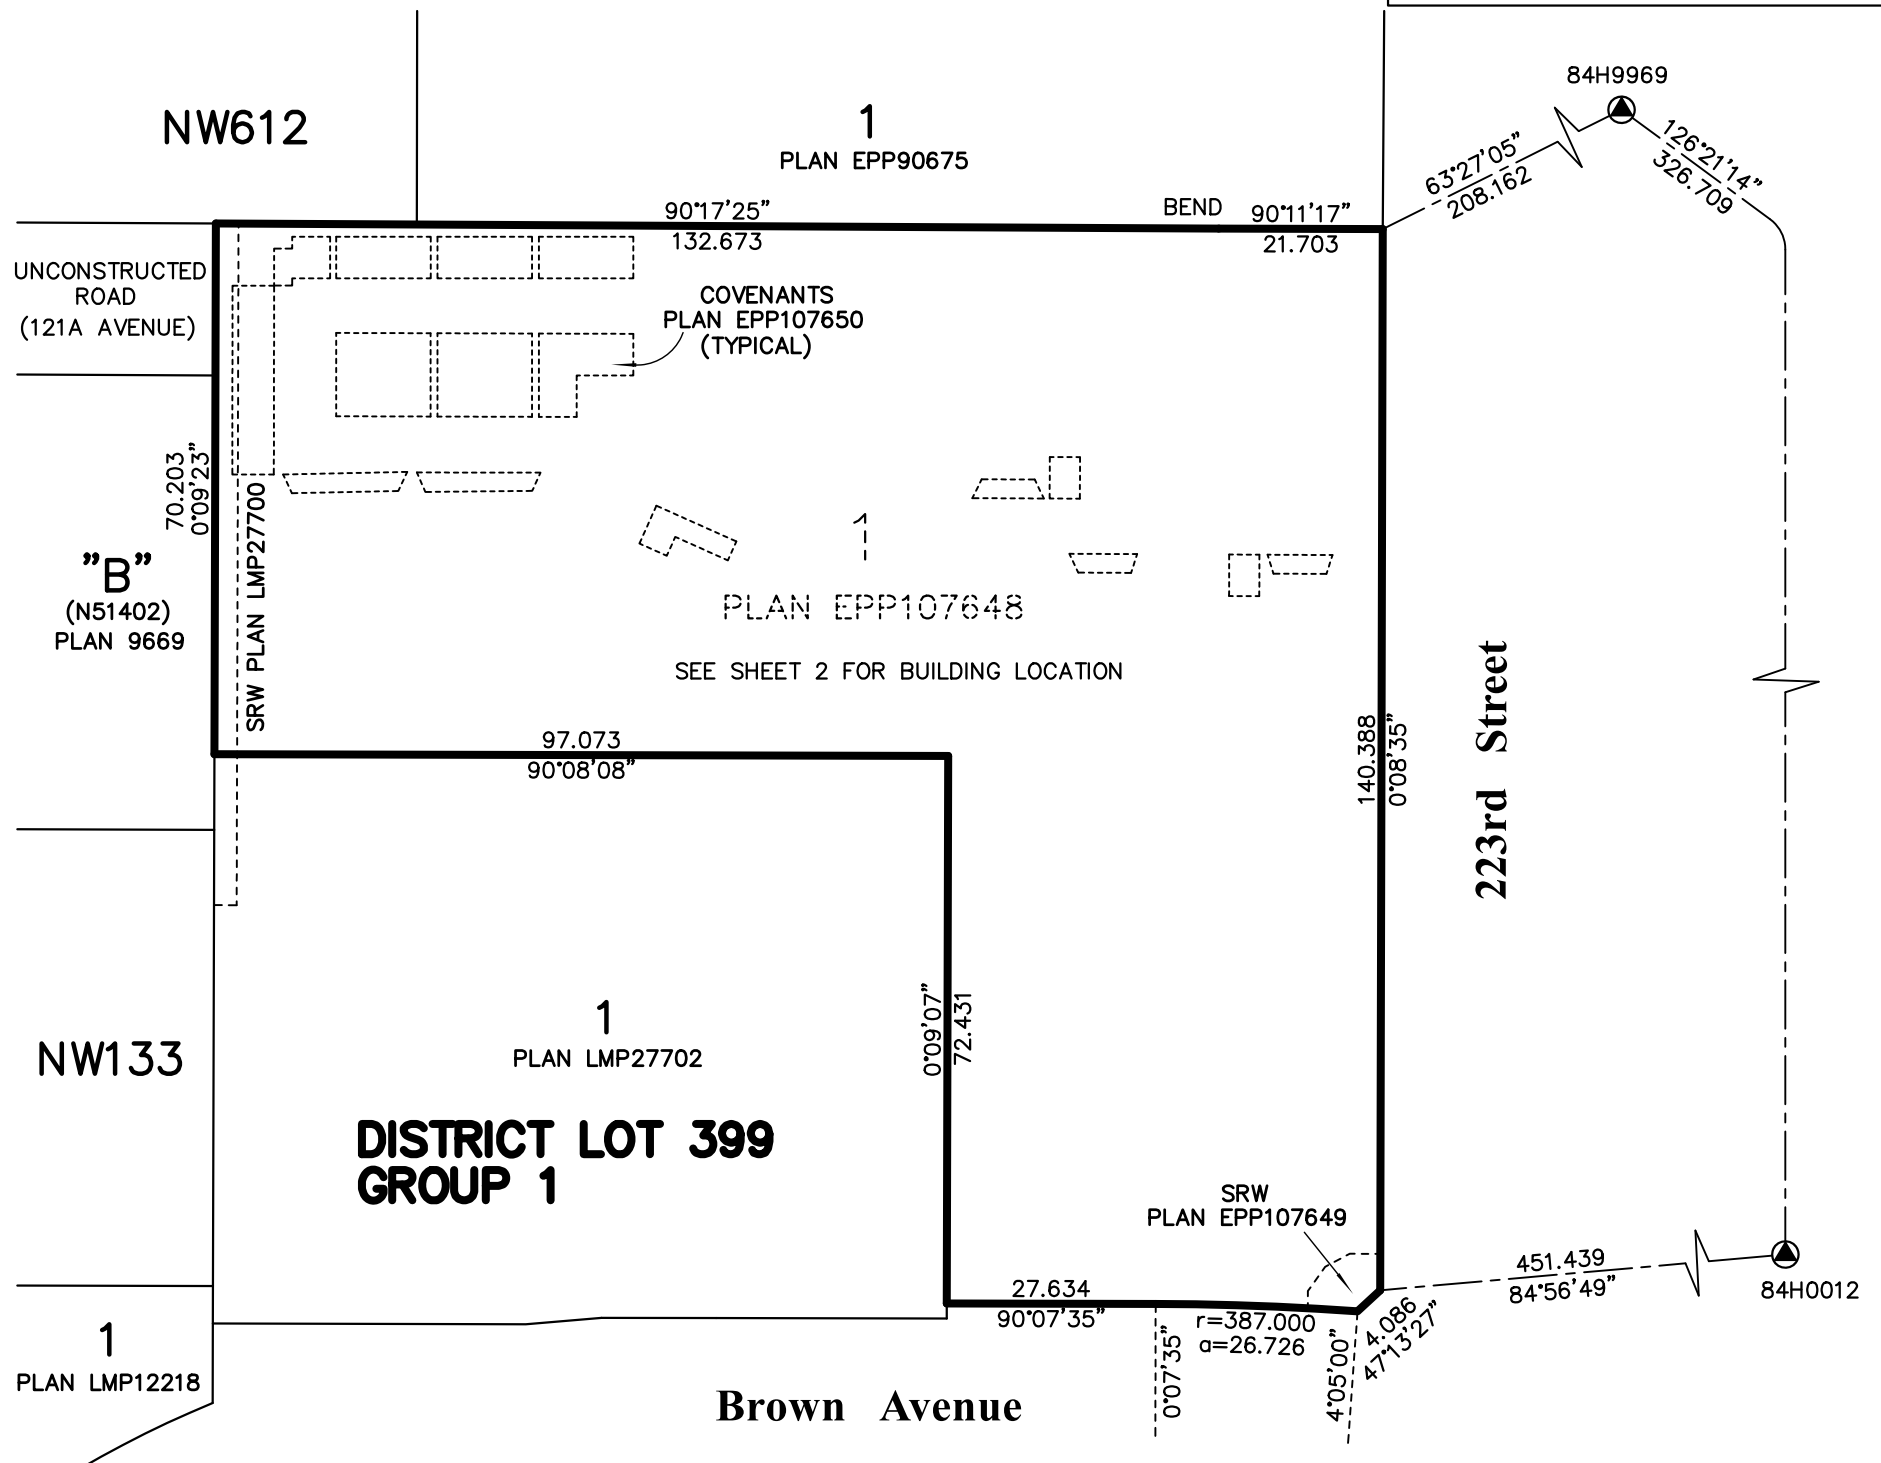 84H9969
NW612
1
PLAN EPP90675
63°27'05"
208.162
126°21'14"
326.709
90°17'25"
132.673
BEND
90°11'17"
21.703
UNCONSTRUCTED
ROAD
(121A AVENUE)
COVENANTS
PLAN EPP107650
(TYPICAL)
70.203
0°09'23"
SRW PLAN LMP27700
"B"
(N51402)
PLAN 9669
1
PLAN EPP107648
SEE SHEET 2 FOR BUILDING LOCATION
97.073
90°08'08"
140.388
0°08'35"
223rd Street
0°09'07"
72.431
1
PLAN LMP27702
NW133
DISTRICT LOT 399
GROUP 1
SRW
PLAN EPP107649
451.439
84°56'49"
84H0012
27.634
90°07'35"
r=387.000
a=26.726
0°07'35"
4°05'00"
4.086
47°13'27"
1
PLAN LMP12218
Brown Avenue